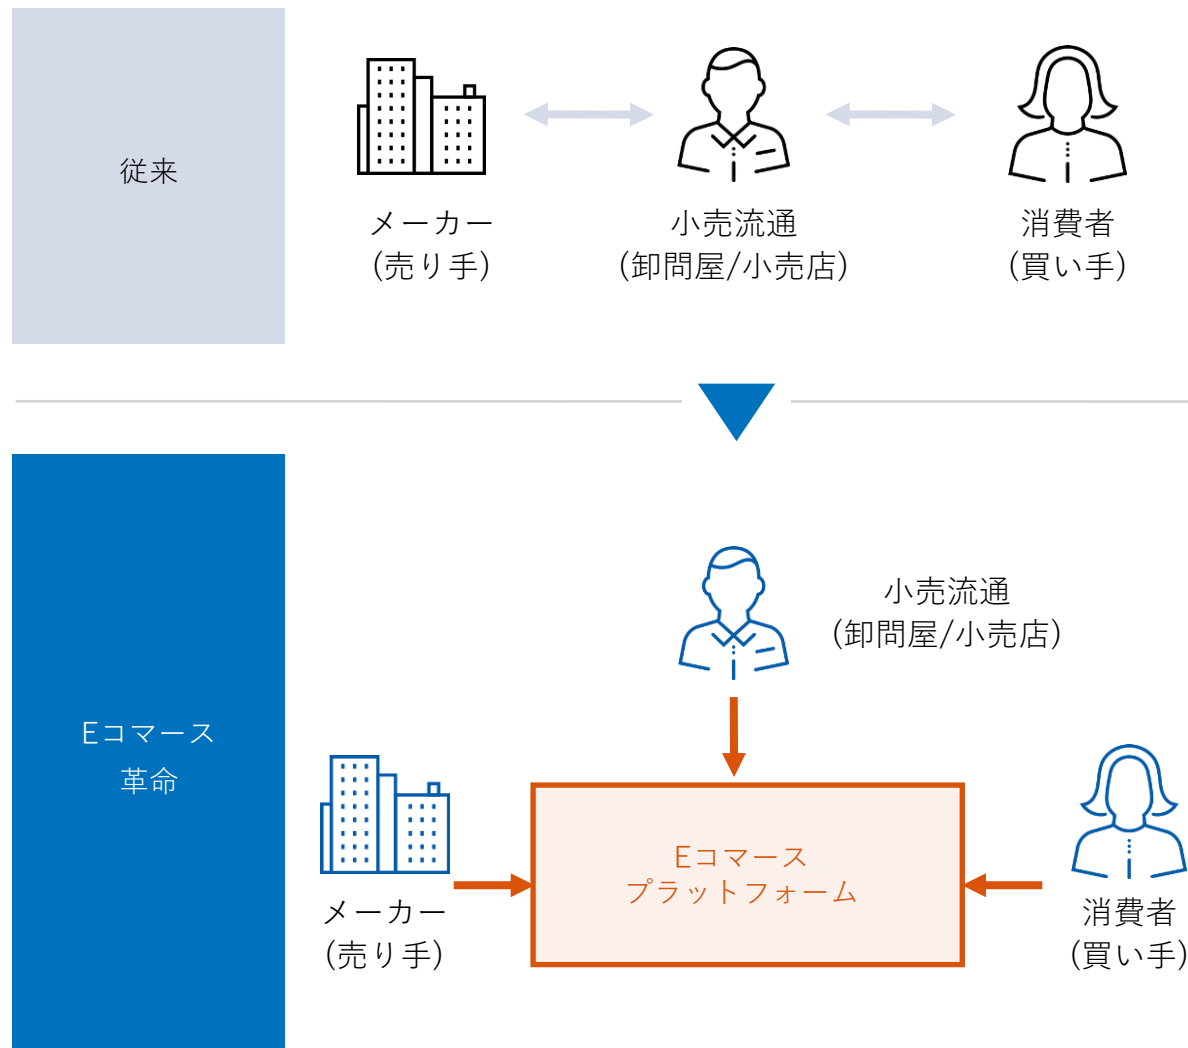 従来
メーカー
(売り手)
小売流通
(卸問屋/小売店)
消費者
(買い手)
Eコマース
革命
小売流通
(卸問屋/小売店)
メーカー
(売り手)
Eコマース
プラットフォーム
消費者
(買い手)